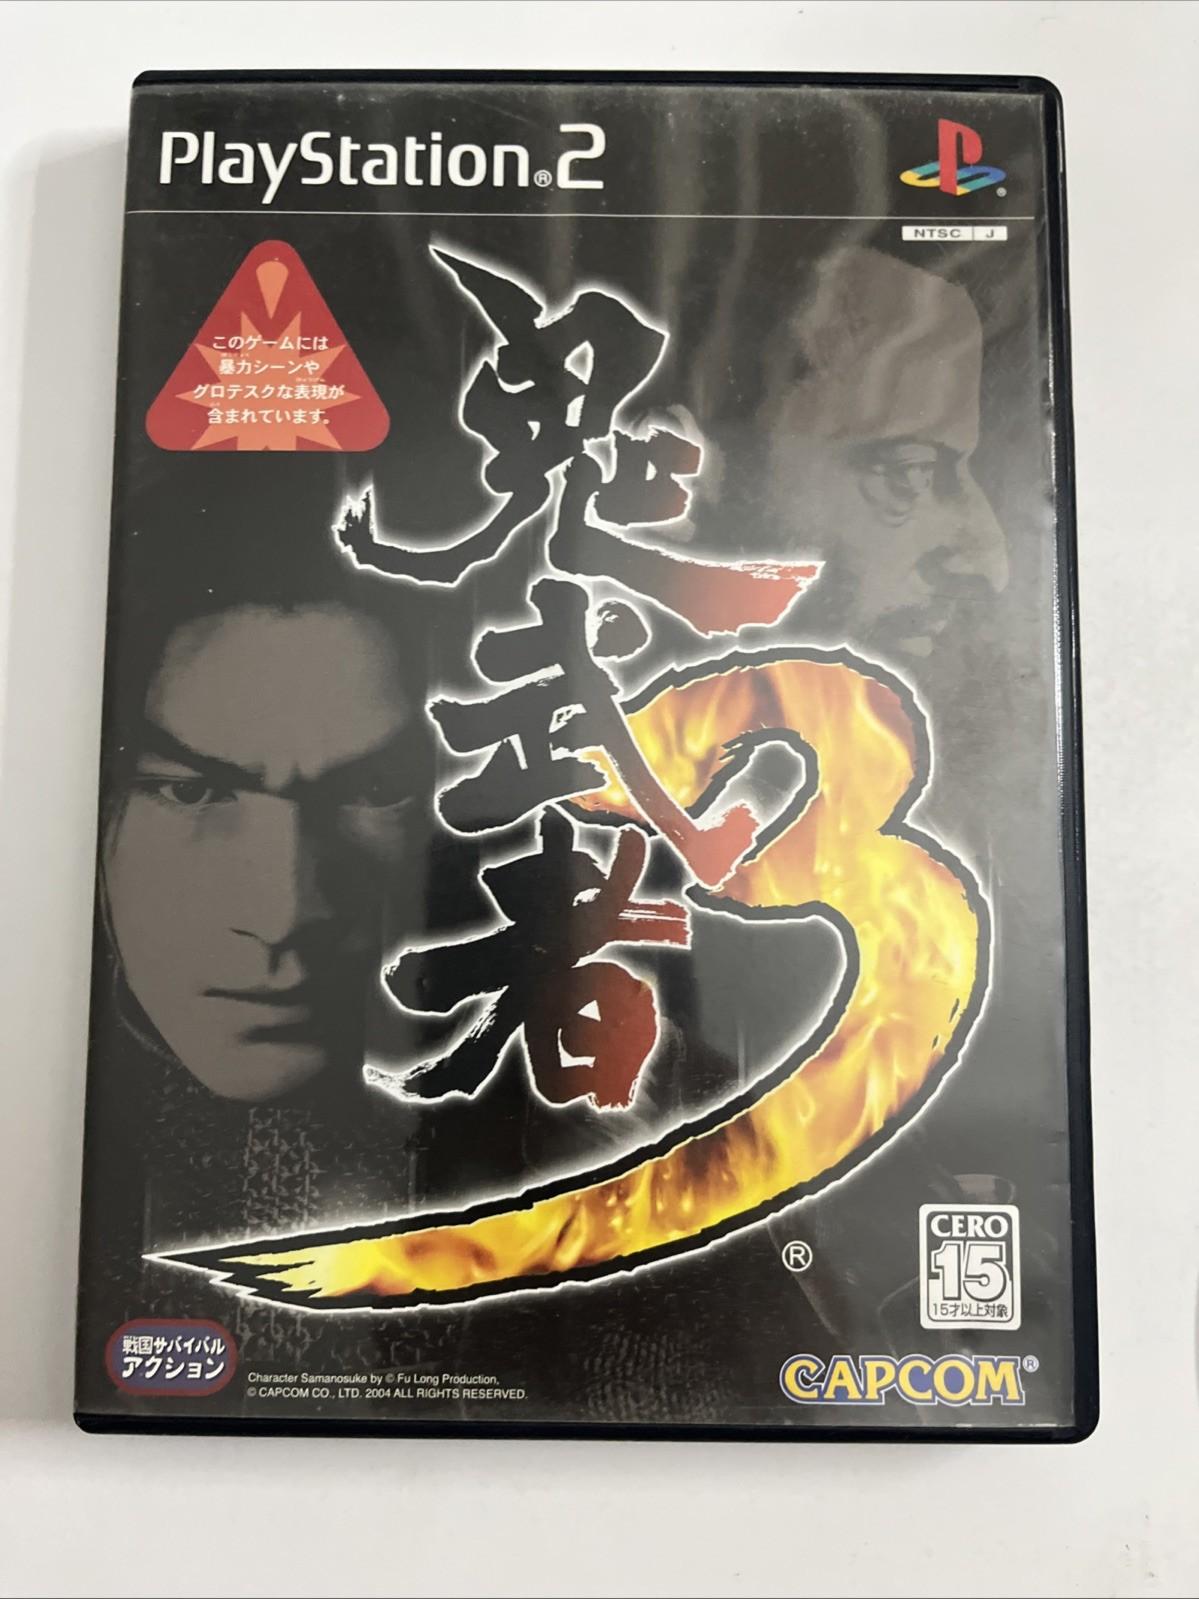 PlayStation®2
NTSC J
このゲームには
暴力シーンや
グロテスクな表現が
含まれています。
鬼武者
3
®
CERO
15
15才以上対象
戦国サバイバル
アクション
Character Samanosuke by © Fu Long Production,
© CAPCOM CO., LTD. 2004 ALL RIGHTS RESERVED.
CAPCOM®